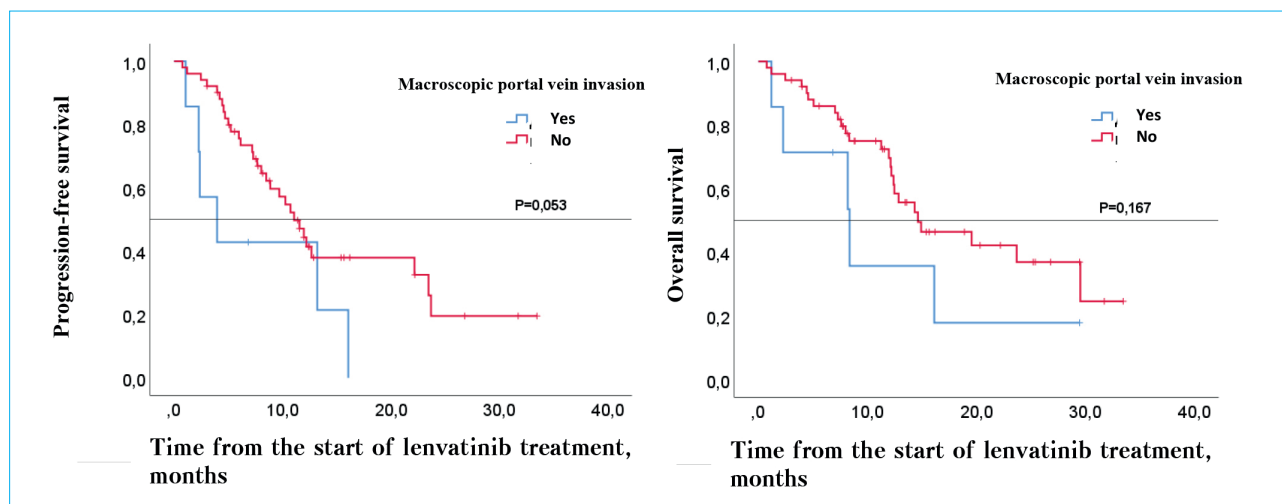 Progression-free survival
1,0
0,8
0,6
0,4
0,2
0,0
Macroscopic portal vein invasion
Yes
No
P=0,053
,0 10,0 20,0 30,0 40,0
Time from the start of lenvatinib treatment,
months
Overall survival
1,0
0,8
0,6
0,4
0,2
0,0
Macroscopic portal vein invasion
Yes
No
P=0,167
,0 10,0 20,0 30,0 40,0
Time from the start of lenvatinib treatment,
months